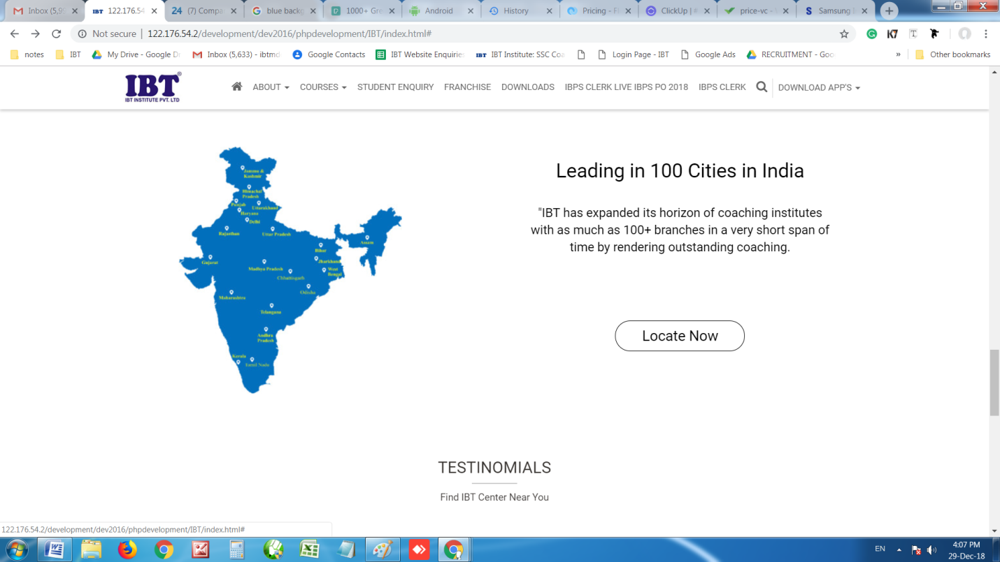 Inbox (5,99
122.176.54
(7) Compa
blue backg
1000+ Gre
Android
History
Pricing - Fl
ClickUp | #
price-vc - V
Samsung
Not secure | 122.176.54.2/development/dev2016/phpdevelopment/IBT/index.html#
notes
IBT
My Drive - Google Dr
Inbox (5,633) - ibtmd
Google Contacts
IBT Website Enquiries
IBT Institute: SSC Coa
Login Page - IBT
Google Ads
RECRUITMENT - Goo
»
Other bookmarks
IBT®
IBT INSTITUTE PVT. LTD
ABOUT
COURSES
STUDENT ENQUIRY
FRANCHISE
DOWNLOADS
IBPS CLERK LIVE IBPS PO 2018
IBPS CLERK
DOWNLOAD APP'S
Jammu &
Kashmir
Himachal
Pradesh
Punjab
Uttarakhand
Haryana
Delhi
Rajasthan
Uttar Pradesh
Assam
Bihar
Gujarat
Jharkhand
Madhya Pradesh
West
Bengal
Chhattisgarh
Odisha
Maharashtra
Telangana
Andhra
Pradesh
Kerala
Tamil Nadu
Leading in 100 Cities in India
"IBT has expanded its horizon of coaching institutes
with as much as 100+ branches in a very short span of
time by rendering outstanding coaching.
Locate Now
TESTINOMIALS
Find IBT Center Near You
122.176.54.2/development/dev2016/phpdevelopment/IBT/index.html#
EN
4:07 PM
29-Dec-18